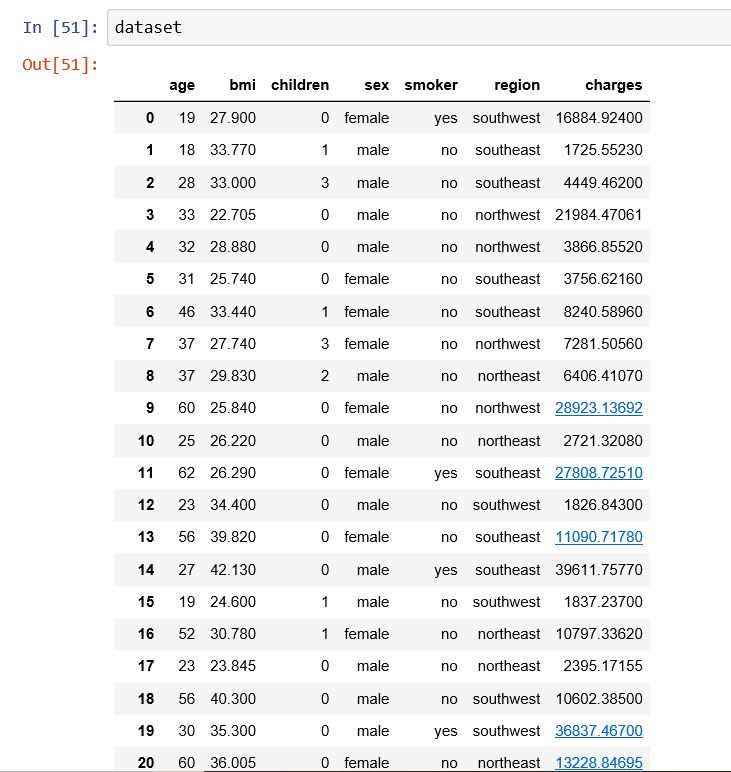 In [51]: dataset
Out[51]:
age bmi children sex smoker region charges
0 19 27.900 0 female yes southwest 16884.92400
1 18 33.770 1 male no southeast 1725.55230
2 28 33.000 3 male no southeast 4449.46200
3 33 22.705 0 male no northwest 21984.47061
4 32 28.880 0 male no northwest 3866.85520
5 31 25.740 0 female no southeast 3756.62160
6 46 33.440 1 female no southeast 8240.58960
7 37 27.740 3 female no northwest 7281.50560
8 37 29.830 2 male no northeast 6406.41070
9 60 25.840 0 female no northwest 28923.13692
10 25 26.220 0 male no northeast 2721.32080
11 62 26.290 0 female yes southeast 27808.72510
12 23 34.400 0 male no southwest 1826.84300
13 56 39.820 0 female no southeast 11090.71780
14 27 42.130 0 male yes southeast 39611.75770
15 19 24.600 1 male no southwest 1837.23700
16 52 30.780 1 female no northeast 10797.33620
17 23 23.845 0 male no northeast 2395.17155
18 56 40.300 0 male no southwest 10602.38500
19 30 35.300 0 male yes southwest 36837.46700
20 60 36.005 0 female no northeast 13228.84695